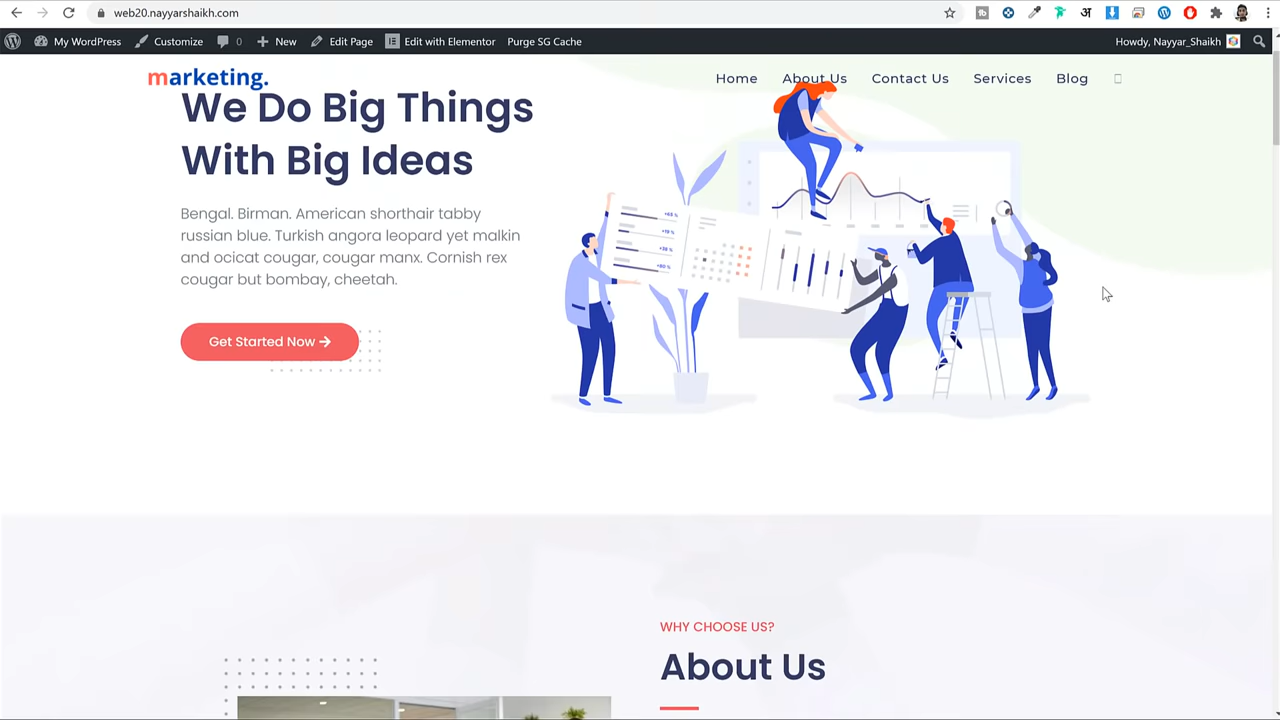 web20.nayyarshaikh.com
My WordPress Customize 0 New Edit Page Edit with Elementor Purge SG Cache Howdy, Nayyar_Shaikh
marketing. Home About Us Contact Us Services Blog
We Do Big Things
With Big Ideas
Bengal. Birman. American shorthair tabby
russian blue. Turkish angora leopard yet malkin
and ocicat cougar, cougar manx. Cornish rex
cougar but bombay, cheetah.
Get Started Now
WHY CHOOSE US?
About Us